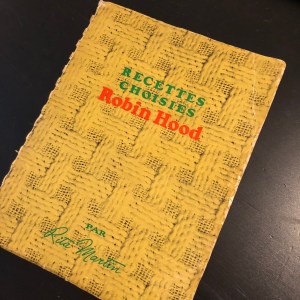 RECETTES
CHOISIES
Robin Hood
PAR
Rita Martin